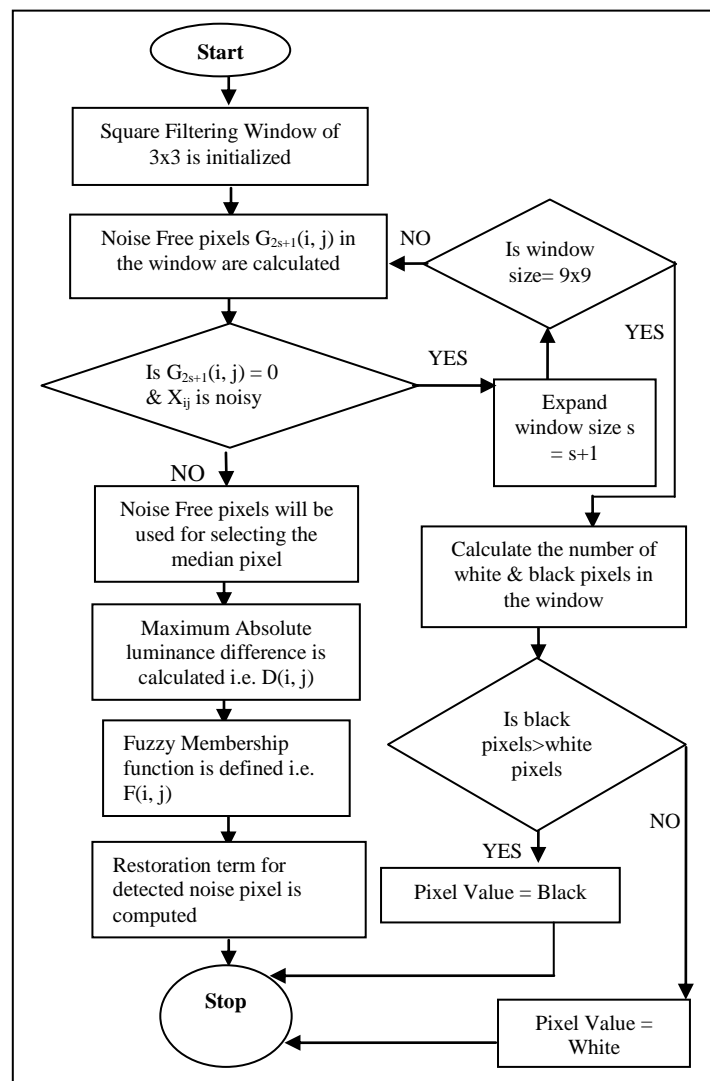 Start
Square Filtering Window of
3x3 is initialized
Noise Free pixels G2s+1(i, j) in
the window are calculated
NO
Is window
size= 9x9
YES
Is G2s+1(i, j) = 0
& Xij is noisy
YES
Expand
window size s
= s+1
NO
Noise Free pixels will be
used for selecting the
median pixel
Calculate the number of
white & black pixels in
the window
Maximum Absolute
luminance difference is
calculated i.e. D(i, j)
Is black
pixels>white
pixels
Fuzzy Membership
function is defined i.e.
F(i, j)
NO
YES
Restoration term for
detected noise pixel is
computed
Pixel Value = Black
Stop
Pixel Value =
White